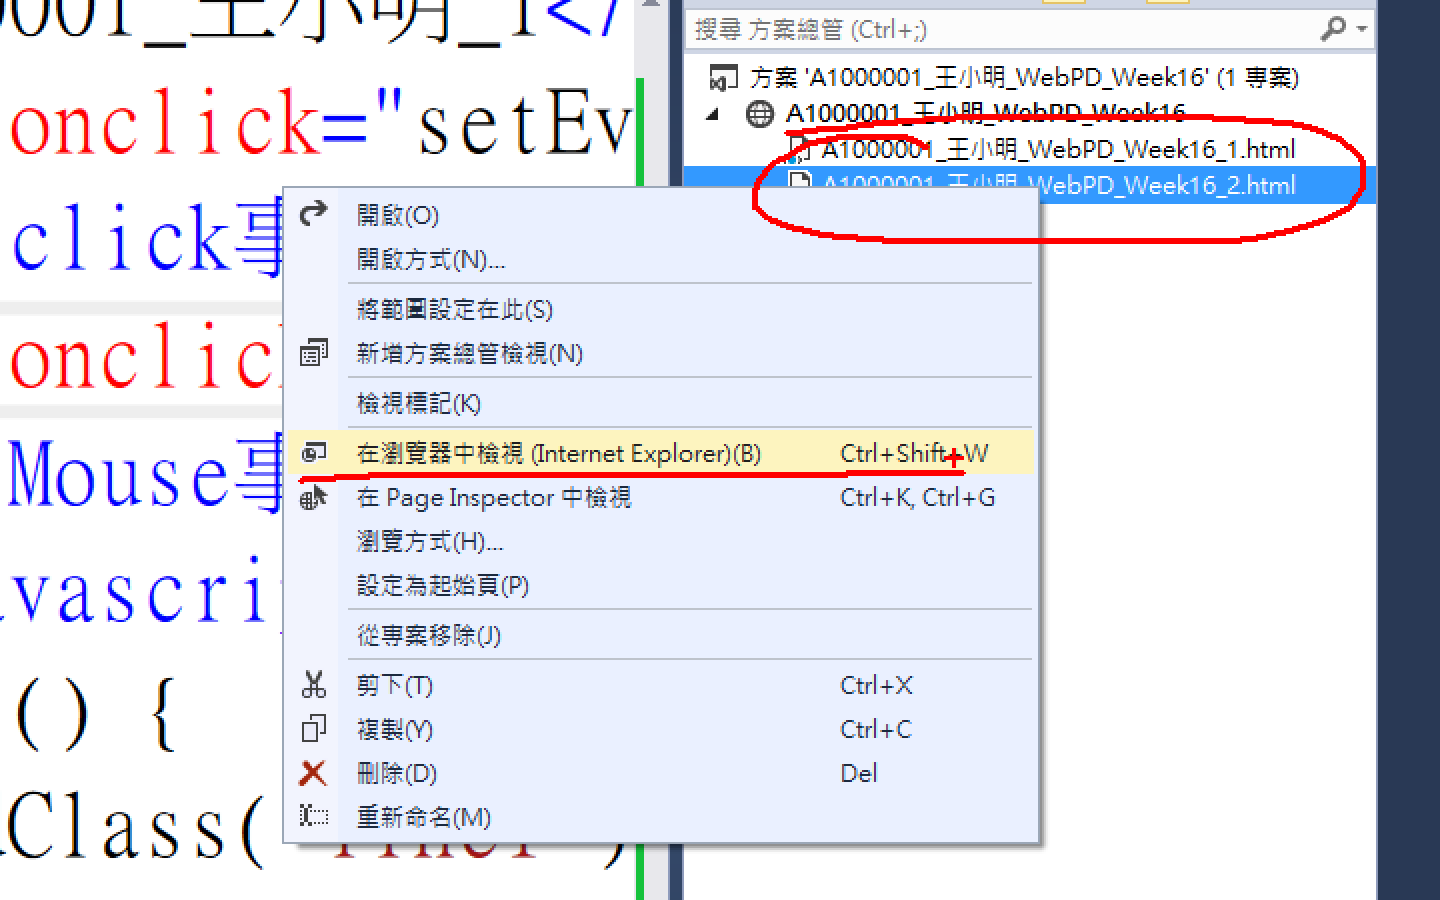 0001_王小明_1</
onclick="setEv
click事
onclic
Mouse事
avascri
() {
Class(
搜尋 方案總管 (Ctrl+;)
方案 'A1000001_王小明_WebPD_Week16' (1 專案)
A1000001_王小明_WebPD_Week16
A1000001_王小明_WebPD_Week16_1.html
A1000001_王小明_WebPD_Week16_2.html
開啟(O)
開啟方式(N)...
將範圍設定在此(S)
新增方案總管檢視(N)
檢視標記(K)
在瀏覽器中檢視 (Internet Explorer)(B) Ctrl+Shift+W
在 Page Inspector 中檢視 Ctrl+K, Ctrl+G
瀏覽方式(H)...
設定為起始頁(P)
從專案移除(J)
剪下(T) Ctrl+X
複製(Y) Ctrl+C
刪除(D) Del
重新命名(M)